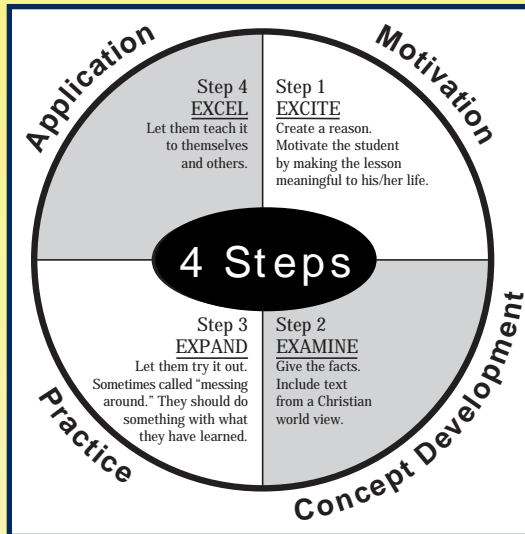 Application
Motivation
Step 4
EXCEL
Let them teach it
to themselves
and others.
Step 1
EXCITE
Create a reason.
Motivate the student
by making the lesson
meaningful to his/her life.
4 Steps
Step 3
EXPAND
Let them try it out.
Sometimes called “messing
around.” They should do
something with what
they have learned.
Step 2
EXAMINE
Give the facts.
Include text
from a Christian
world view.
Practice
Concept Development